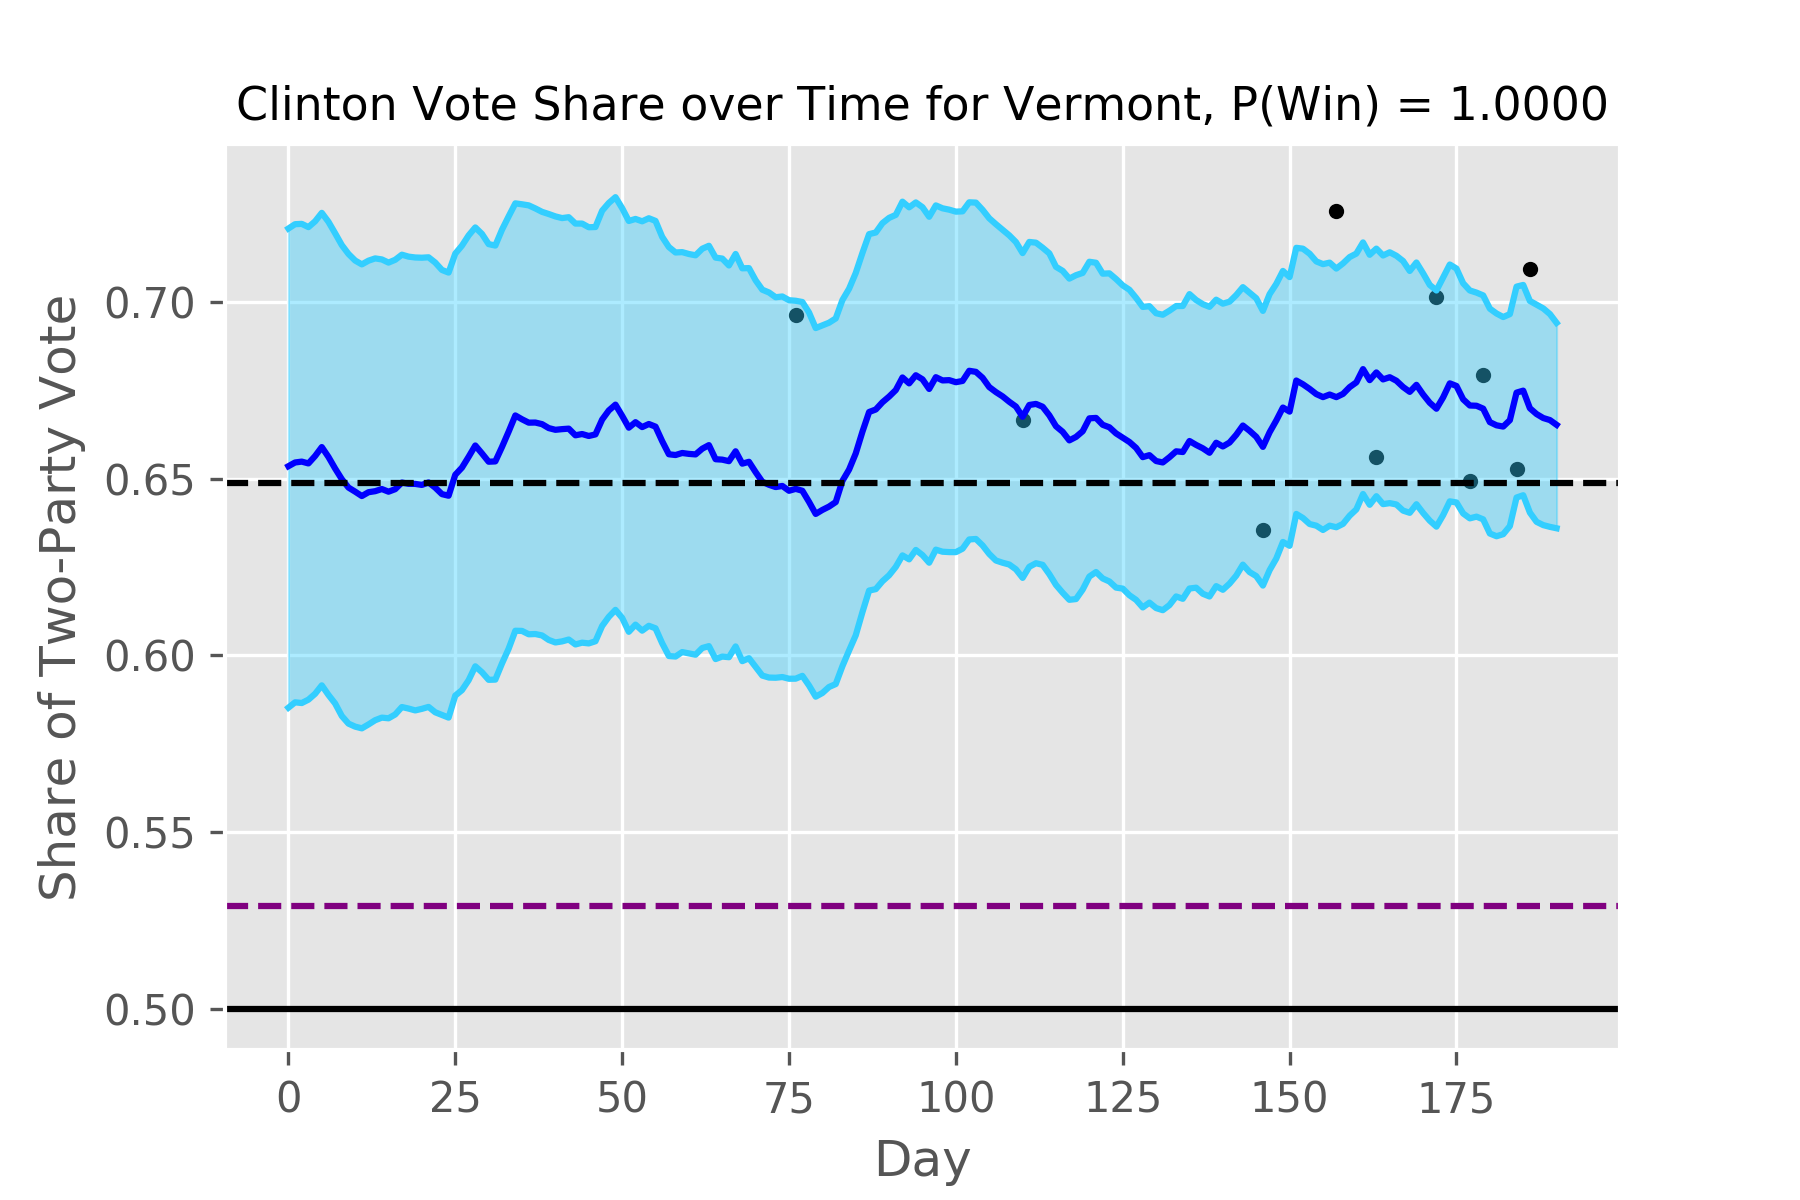 Clinton Vote Share over Time for Vermont, P(Win) = 1.0000
Share of Two-Party Vote
0.70
0.65
0.60
0.55
0.50
0 25 50 75 100 125 150 175
Day